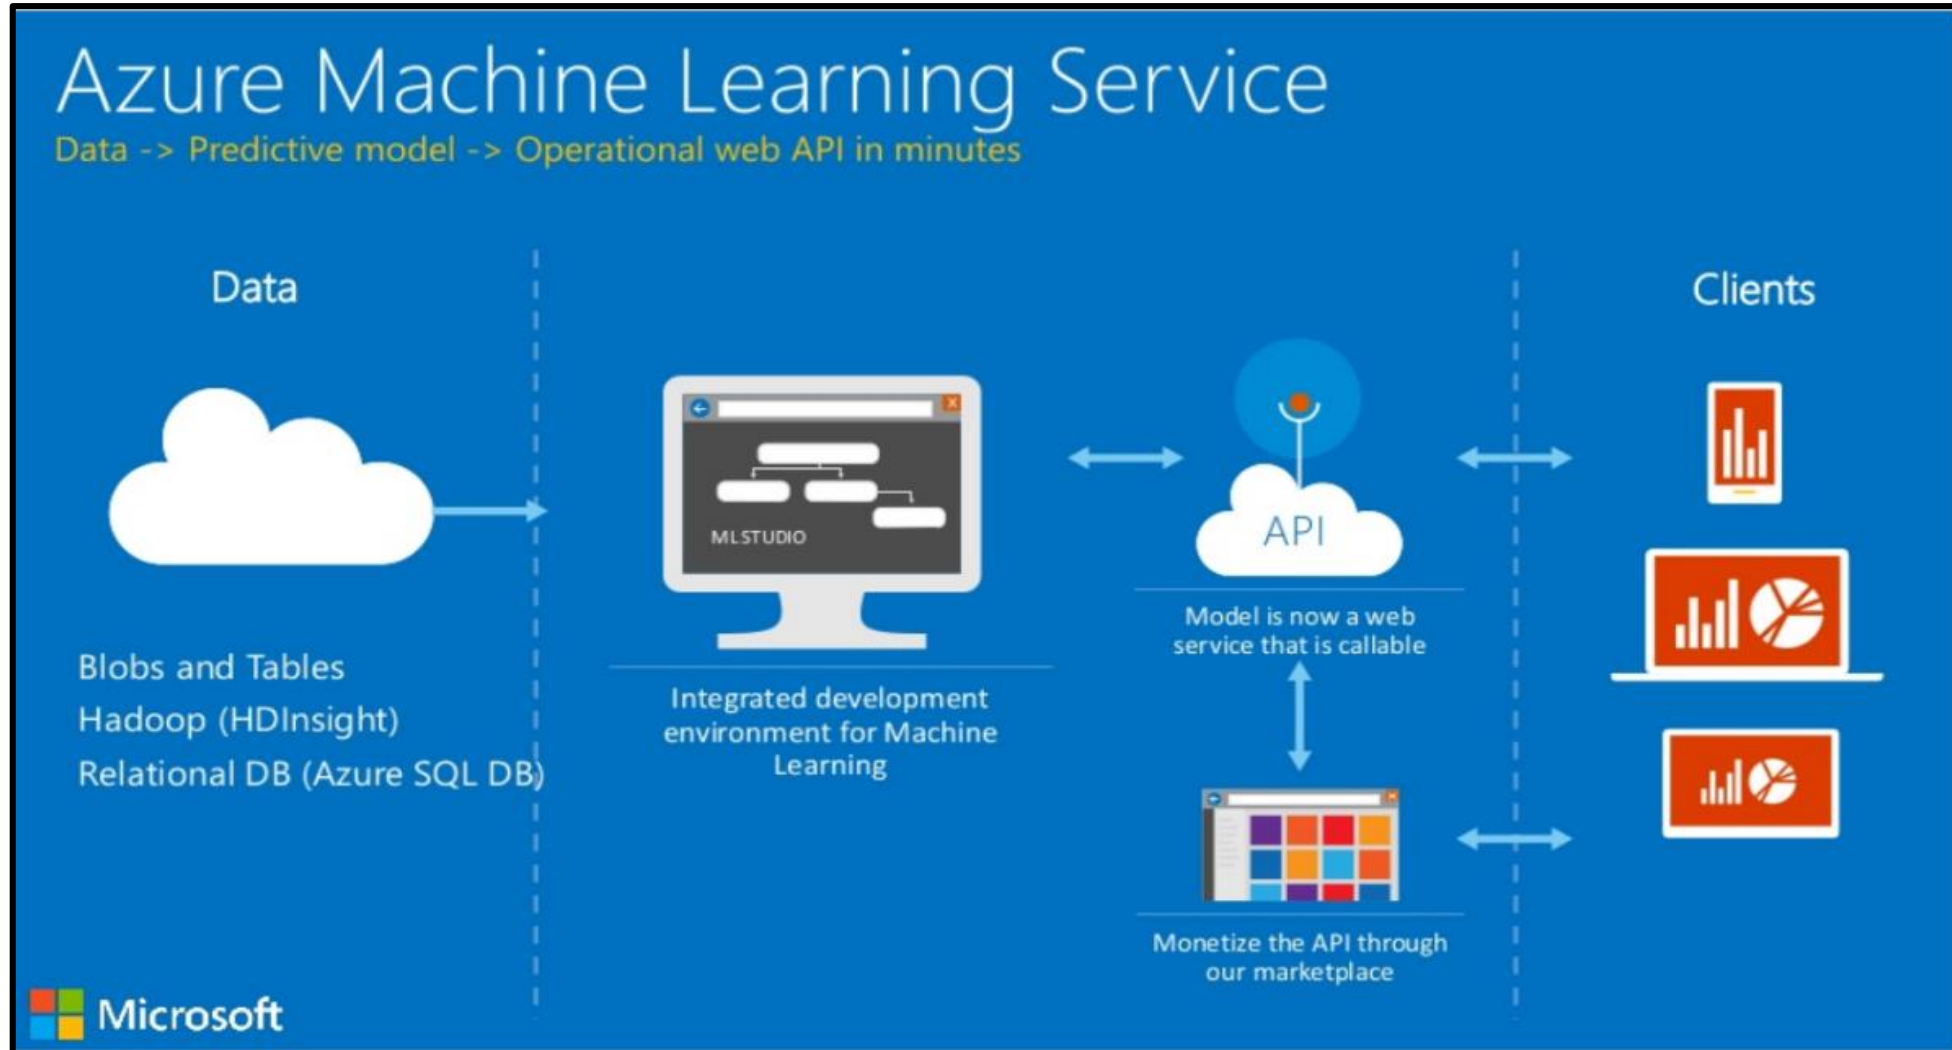 Azure Machine Learning Service
Data -> Predictive model -> Operational web API in minutes
Data
Blobs and Tables
Hadoop (HDInsight)
Relational DB (Azure SQL DB)
MLSTUDIO
Integrated development
environment for Machine
Learning
API
Model is now a web
service that is callable
Monetize the API through
our marketplace
Clients
Microsoft